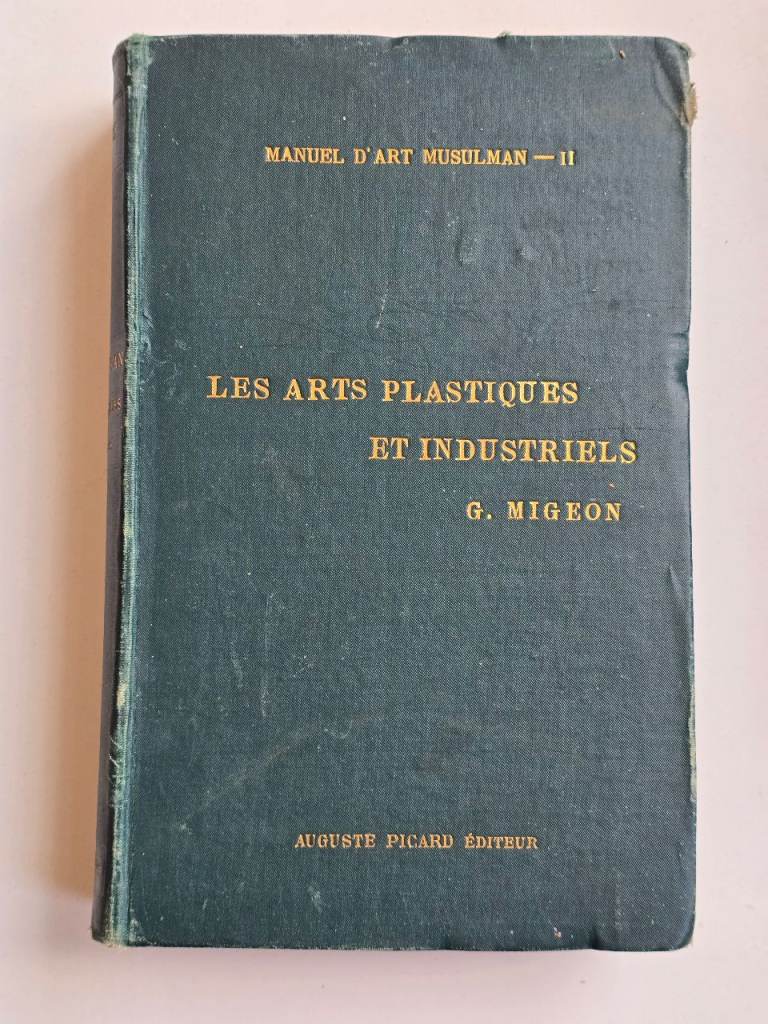 MANUEL D'ART MUSULMAN — II
LES ARTS PLASTIQUES
ET INDUSTRIELS
G. MIGEON
AUGUSTE PICARD ÉDITEUR